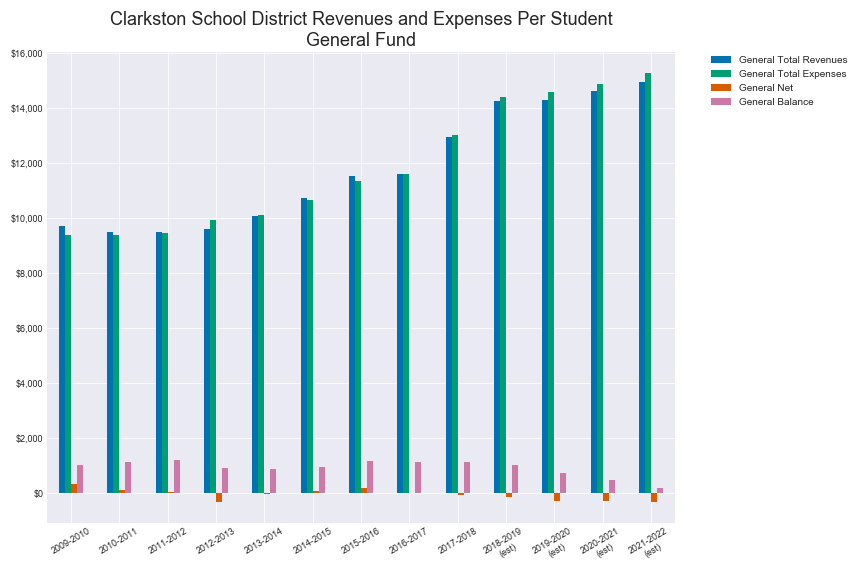 Clarkston School District Revenues and Expenses Per Student
General Fund
General Total Revenues
General Total Expenses
General Net
General Balance
$16,000
$14,000
$12,000
$10,000
$8,000
$6,000
$4,000
$2,000
$0
2009-2010
2010-2011
2011-2012
2012-2013
2013-2014
2014-2015
2015-2016
2016-2017
2017-2018
2018-2019
(est)
2019-2020
(est)
2020-2021
(est)
2021-2022
(est)